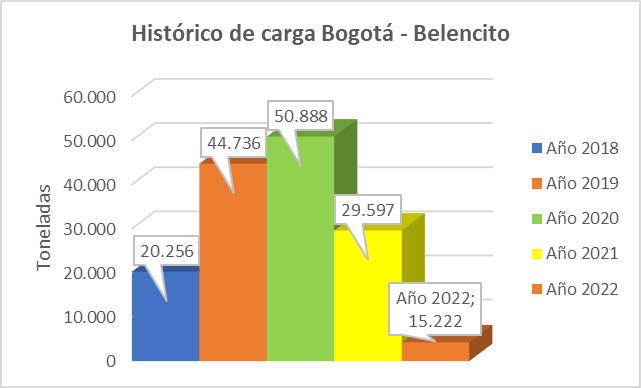 Histórico de carga Bogotá - Belencito
Toneladas
60.000
50.000
40.000
30.000
20.000
10.000
0
20.256
44.736
50.888
29.597
Año 2022;
15.222
Año 2018
Año 2019
Año 2020
Año 2021
Año 2022